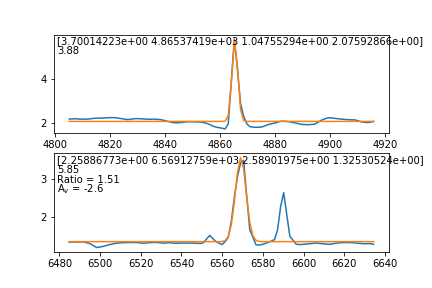 [3.70014223e+00 4.86537419e+03 1.04755294e+00 2.07592866e+00]
3.88
4
2
4800 4820 4840 4860 4880 4900 4920
[2.25886773e+00 6.56912759e+03 2.58901975e+00 1.32530524e+00]
5.85
Ratio = 1.51
Av = -2.6
3
2
6480 6500 6520 6540 6560 6580 6600 6620 6640